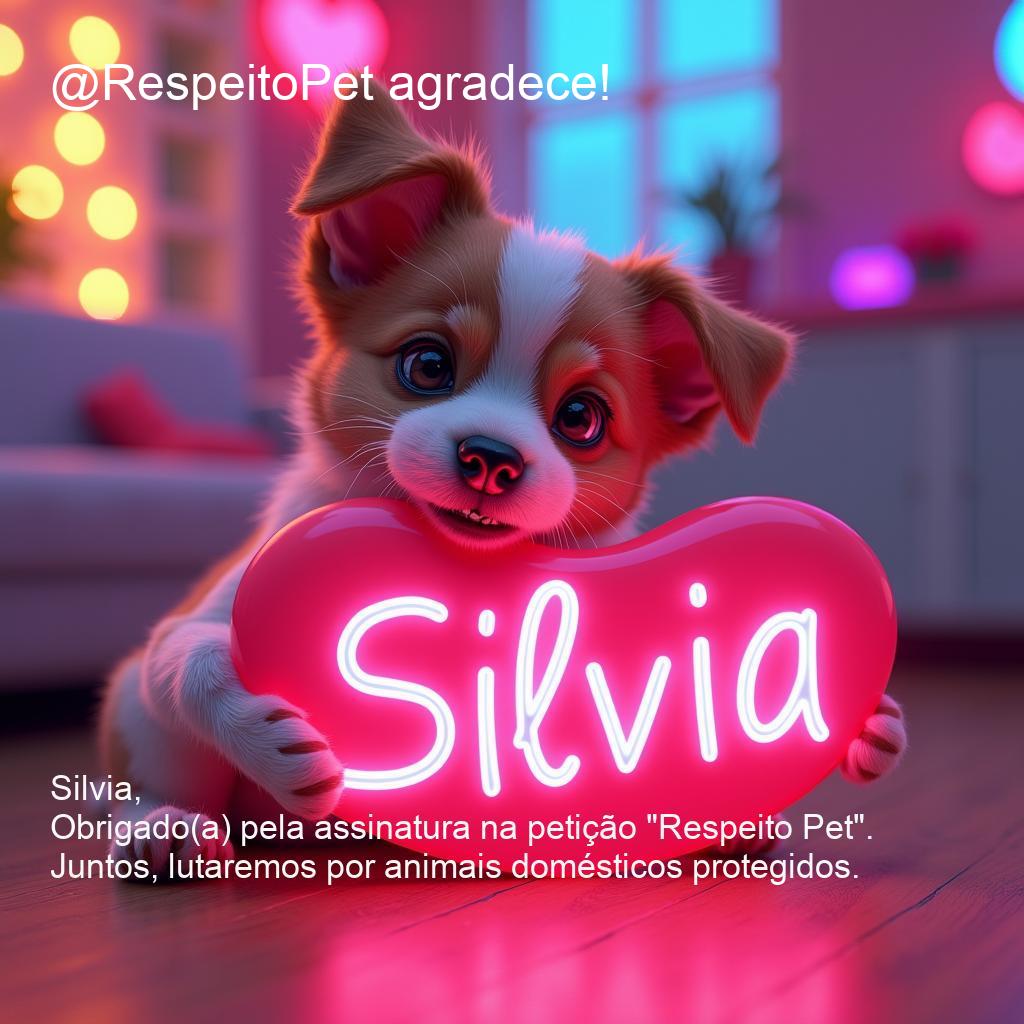 @RespeitoPet agradece!
Silvia
Silvia,
Obrigado(a) pela assinatura na petição "Respeito Pet".
Juntos, lutaremos por animais domésticos protegidos.